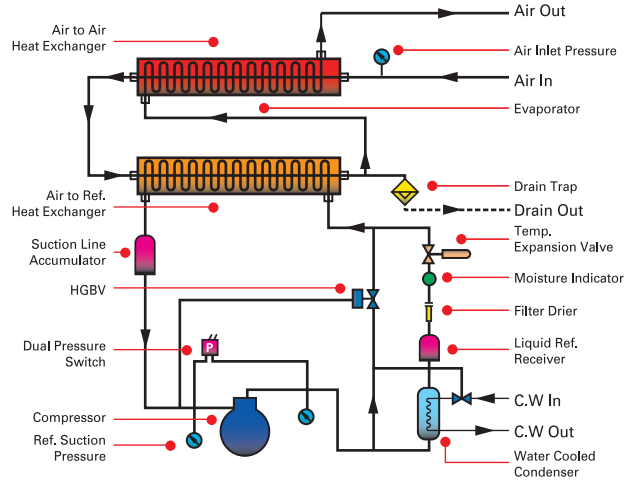 Air to Air
Heat Exchanger
Air Out
Air Inlet Pressure
Air In
Evaporator
Air to Ref.
Heat Exchanger
Drain Trap
Drain Out
Suction Line
Accumulator
Temp.
Expansion Valve
HGBV
Moisture Indicator
Filter Drier
Dual Pressure
Switch
P
Liquid Ref.
Receiver
Compressor
C.W In
Ref. Suction
Pressure
C.W Out
Water Cooled
Condenser